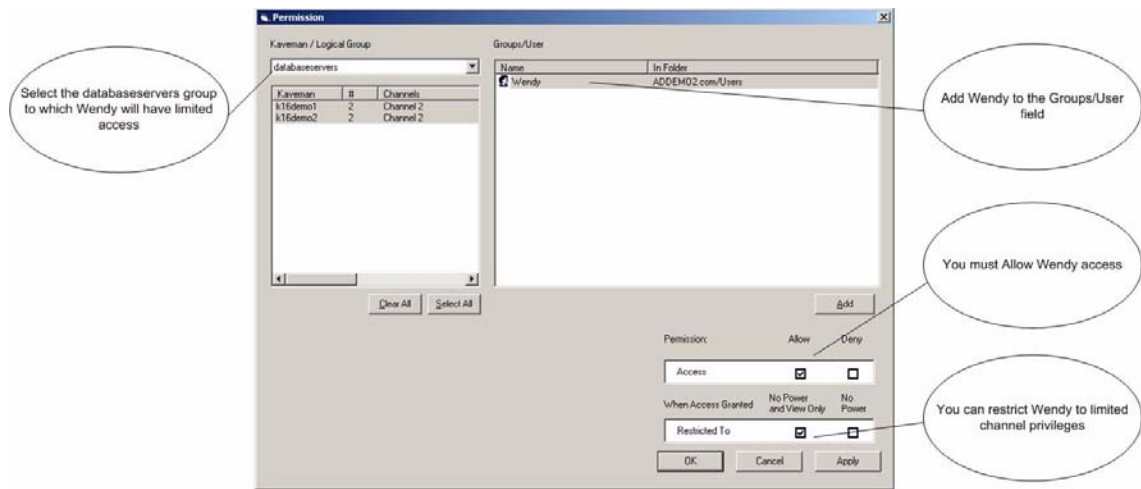 Permission
Kaveman / Logical Group
Groups/User
databaseservers
Name In Folder
Wendy ADDEMO2.com/Users
Kaveman # Channels
k16demo1 2 Channel 2
k16demo2 2 Channel 2
Select the databaseservers group
to which Wendy will have limited
access
Add Wendy to the Groups/User
field
Clear All Select All
Add
You must Allow Wendy access
Permission: Allow Deny
Access
When Access Granted
No Power
and View Only
No
Power
Restricted To
You can restrict Wendy to limited
channel privileges
OK Cancel Apply